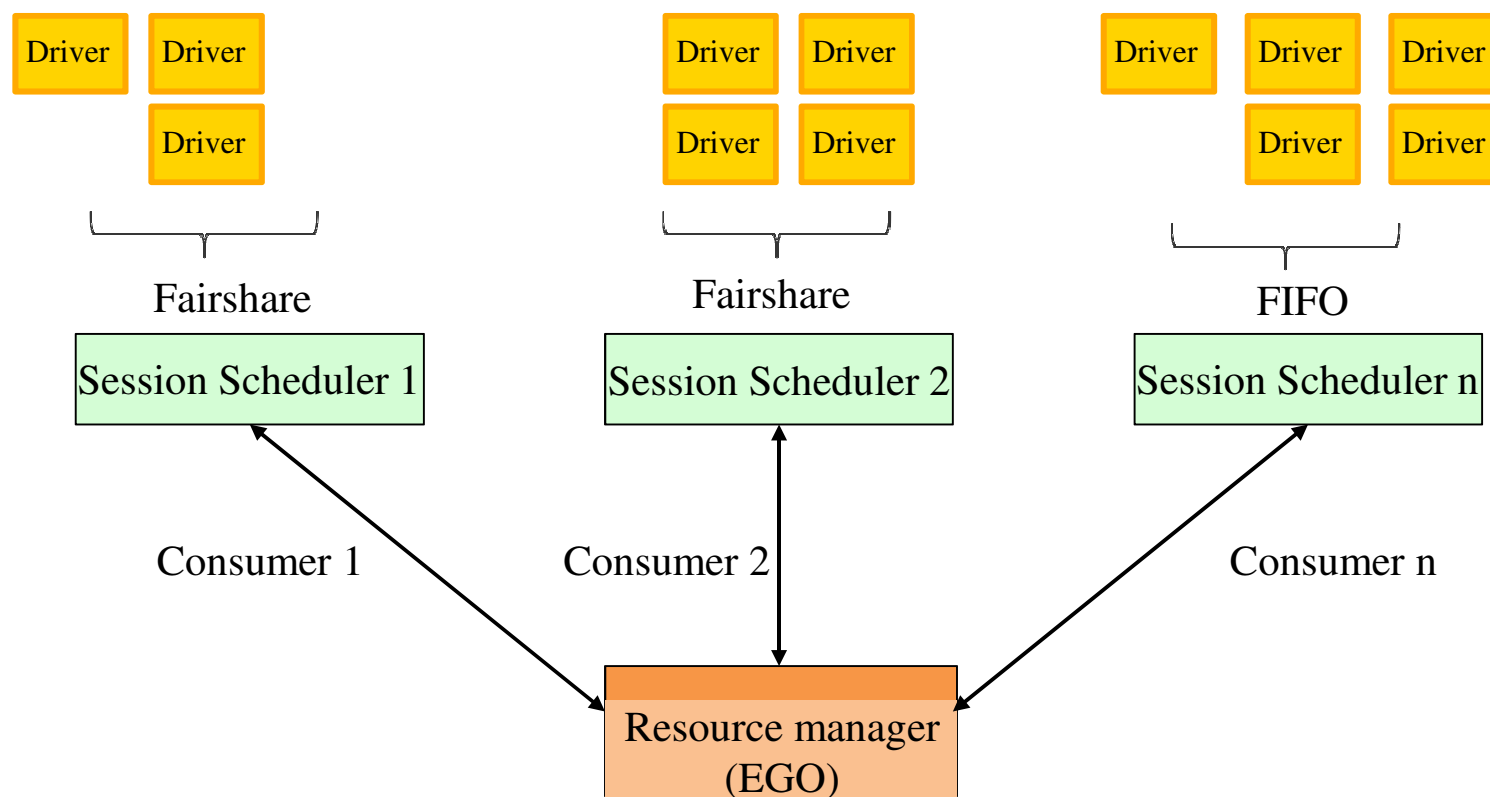 Driver Driver Driver Driver Driver Driver Driver
Driver Driver Driver Driver Driver
Fairshare Fairshare FIFO
Session Scheduler 1 Session Scheduler 2 Session Scheduler n
Consumer 1 Consumer 2 Consumer n
Resource manager
(EGO)